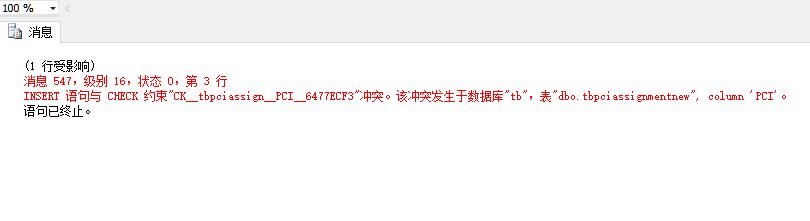 100 %
消息
(1 行受影响)
消息 547，级别 16，状态 0，第 3 行
INSERT 语句与 CHECK 约束"CK__tbpciassign__PCI__6477ECF3"冲突。该冲突发生于数据库"tb"，表"dbo.tbpciassignmentnew", column 'PCI'。
语句已终止。